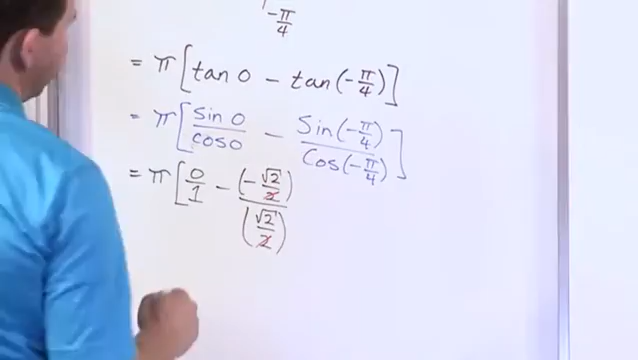 -π/4
= π[tan 0 - tan(-π/4)]
= π[sin 0/cos 0 - Sin(-π/4)/Cos(-π/4)]
= π[0/1 - (-√2/2)/(√2/2)